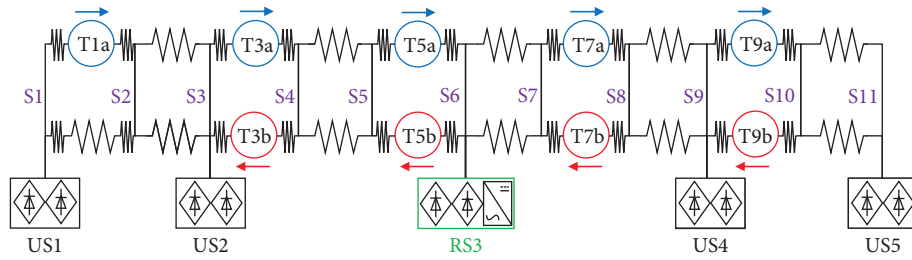 T1a T3a T5a T7a T9a
S1 S2 S3 S4 S5 S6 S7 S8 S9 S10 S11
T3b T5b T7b T9b
US1 US2 RS3 US4 US5